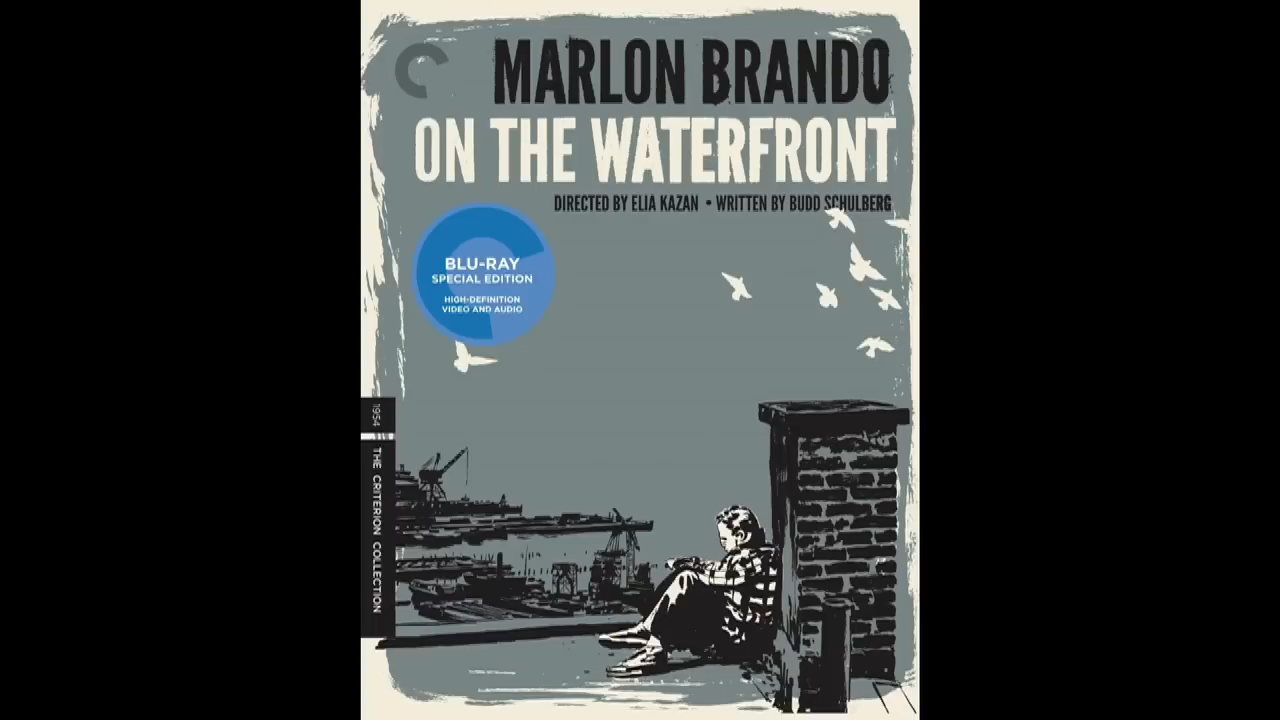 MARLON BRANDO
ON THE WATERFRONT
DIRECTED BY ELIA KAZAN • WRITTEN BY BUDD SCHULBERG
BLU-RAY
SPECIAL EDITION
HIGH-DEFINITION
VIDEO AND AUDIO
1954
THE CRITERION COLLECTION